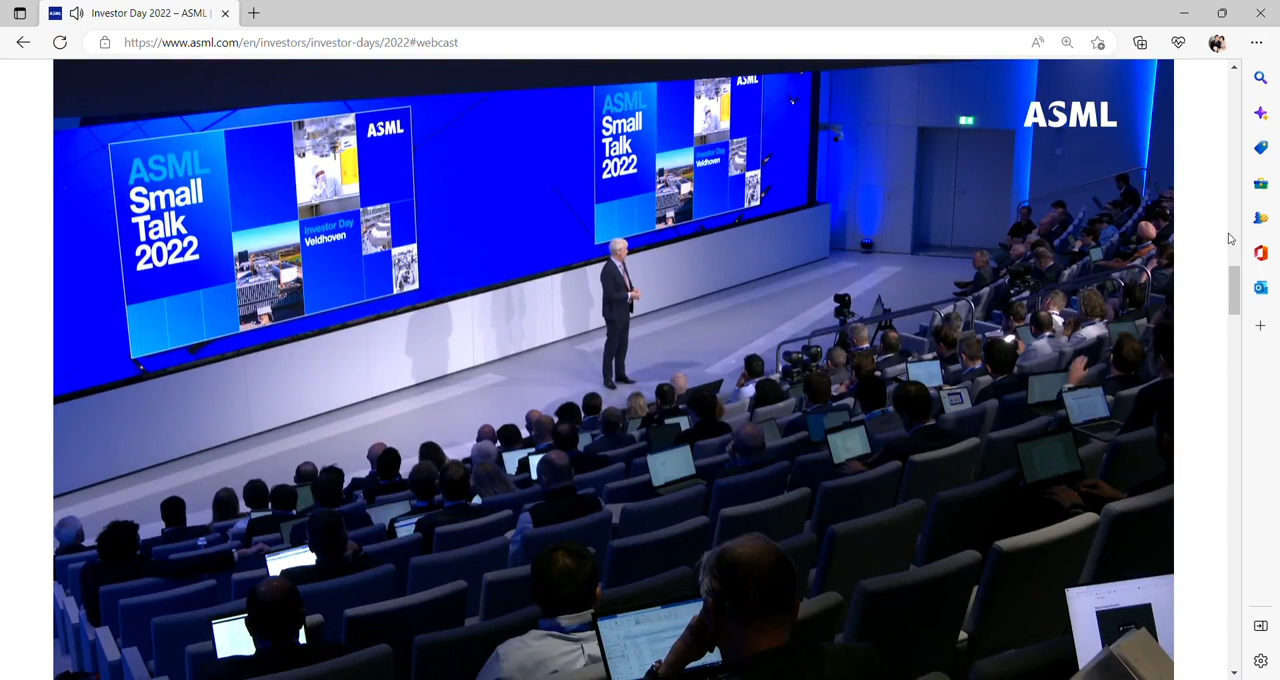 Investor Day 2022 – ASML |
https://www.asml.com/en/investors/investor-days/2022#webcast
ASML
Small
Talk
2022
ASML
Investor Day
Veldhoven
ASML
Small
Talk
2022
ASML
Investor Day
Veldhoven
ASML